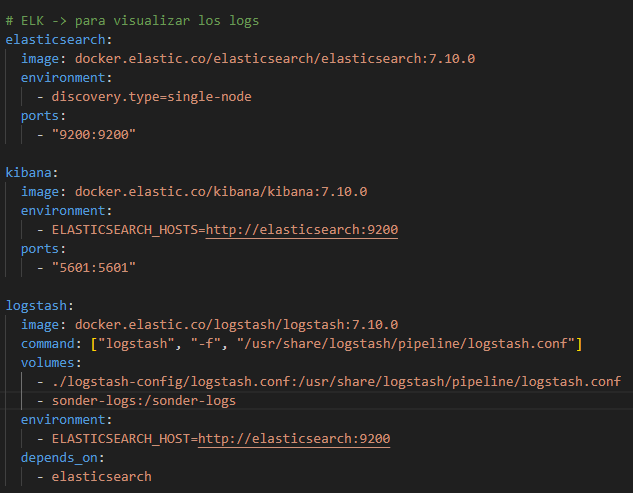 # ELK -> para visualizar los logs
elasticsearch:
image: docker.elastic.co/elasticsearch/elasticsearch:7.10.0
environment:
- discovery.type=single-node
ports:
- "9200:9200"
kibana:
image: docker.elastic.co/kibana/kibana:7.10.0
environment:
- ELASTICSEARCH_HOSTS=http://elasticsearch:9200
ports:
- "5601:5601"
logstash:
image: docker.elastic.co/logstash/logstash:7.10.0
command: ["logstash", "-f", "/usr/share/logstash/pipeline/logstash.conf"]
volumes:
- ./logstash-config/logstash.conf:/usr/share/logstash/pipeline/logstash.conf
- sonder-logs:/sonder-logs
environment:
- ELASTICSEARCH_HOST=http://elasticsearch:9200
depends_on:
- elasticsearch